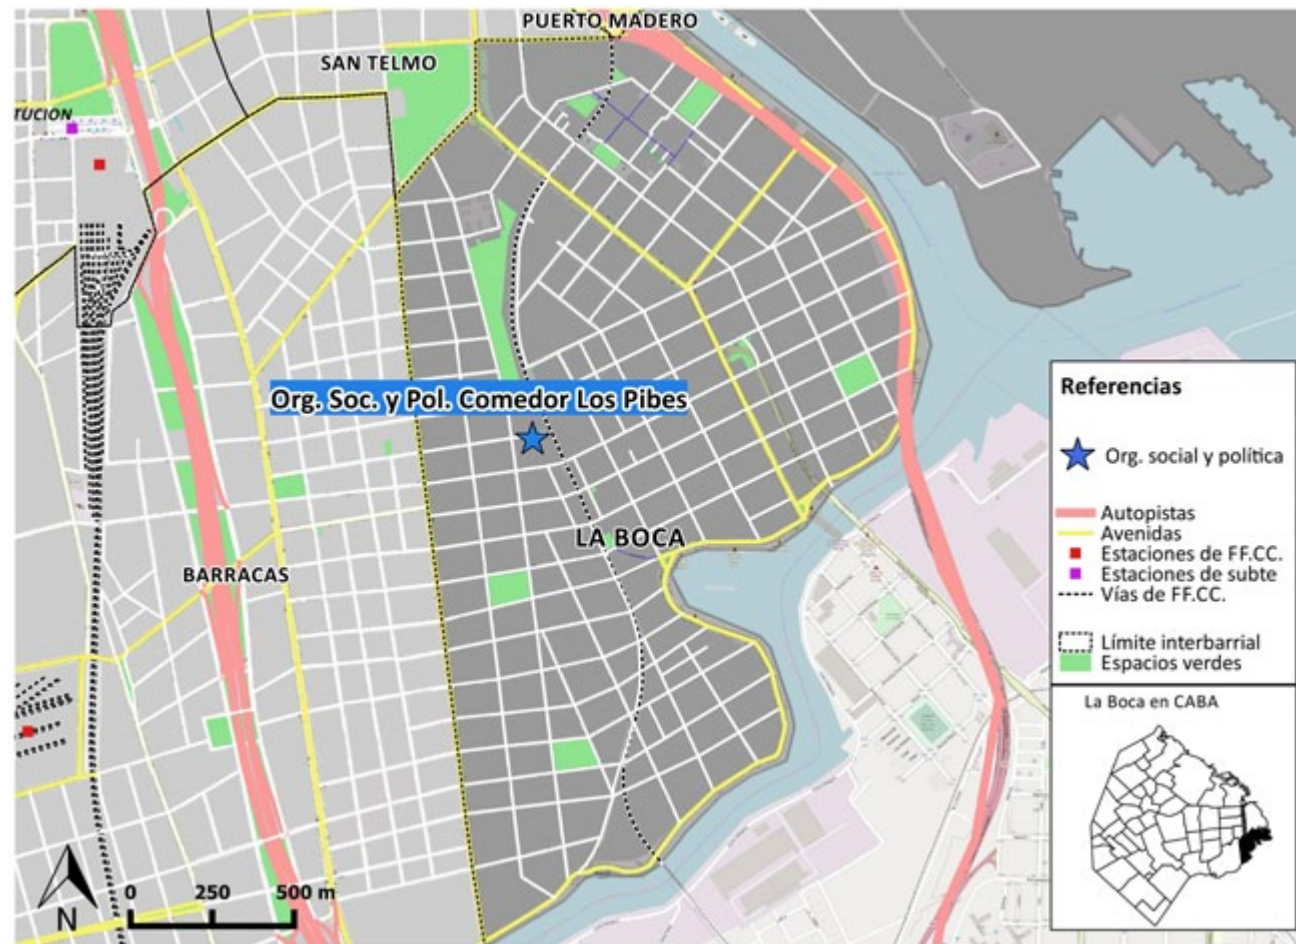 PUERTO MADERO
SAN TELMO
TUCION
Org. Soc. y Pol. Comedor Los Pibes
LA BOCA
BARRACAS
Referencias
Org. social y política
Autopistas
Avenidas
Estaciones de FF.CC.
Estaciones de subte
Vías de FF.CC.
Límite interbarrial
Espacios verdes
La Boca en CABA
0 250 500 m
N